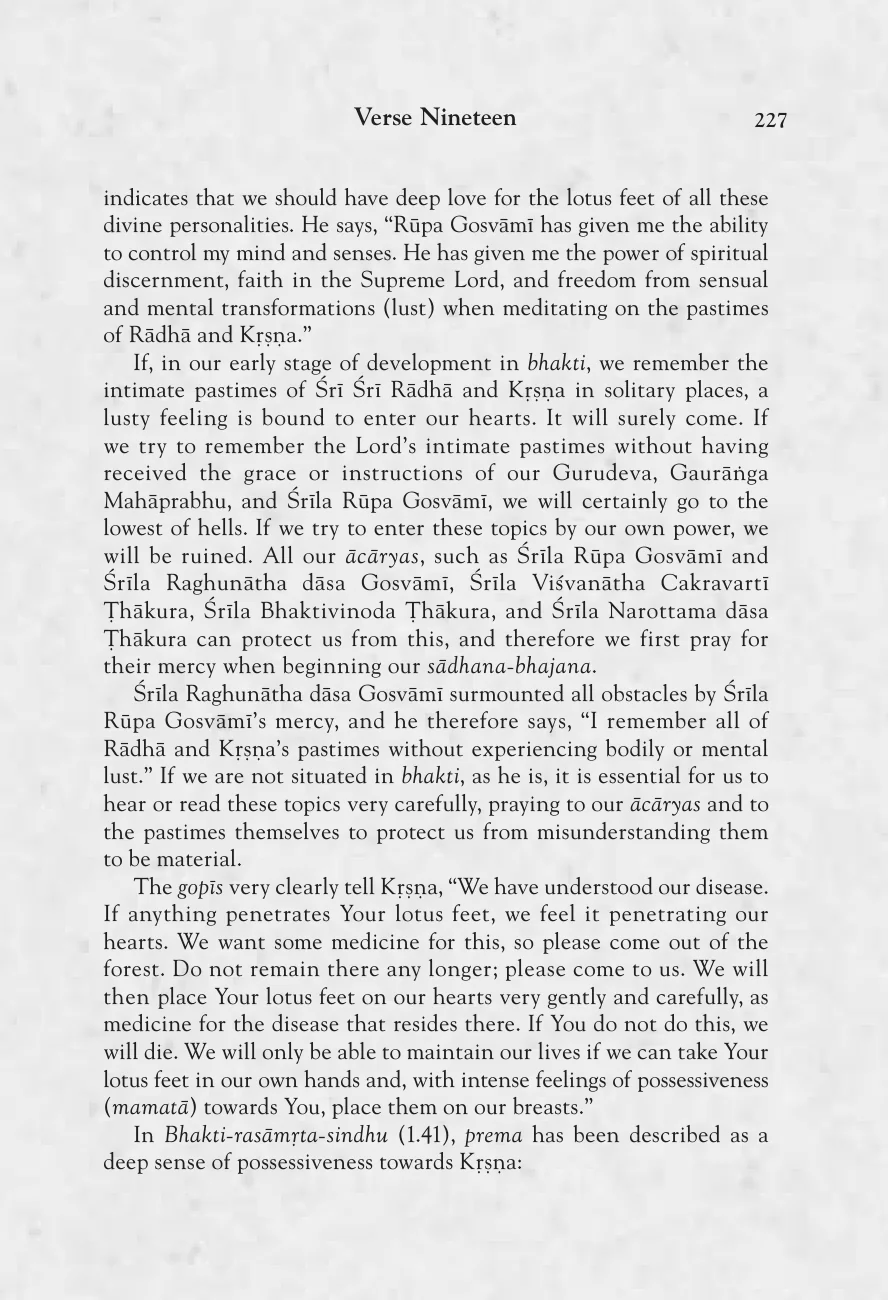 Verse Nineteen 227
indicates that we should have deep love for the lotus feet of all these
divine personalities. He says, “Rūpa Gosvāmī has given me the ability
to control my mind and senses. He has given me the power of spiritual
discernment, faith in the Supreme Lord, and freedom from sensual
and mental transformations (lust) when meditating on the pastimes
of Rādhā and Kṛṣṇa.”
If, in our early stage of development in bhakti, we remember the
intimate pastimes of Śrī Śrī Rādhā and Kṛṣṇa in solitary places, a
lusty feeling is bound to enter our hearts. It will surely come. If
we try to remember the Lord’s intimate pastimes without having
received the grace or instructions of our Gurudeva, Gaurāṅga
Mahāprabhu, and Śrīla Rūpa Gosvāmī, we will certainly go to the
lowest of hells. If we try to enter these topics by our own power, we
will be ruined. All our ācāryas, such as Śrīla Rūpa Gosvāmī and
Śrīla Raghunātha dāsa Gosvāmī, Śrīla Viśvanātha Cakravartī
Ṭhākura, Śrīla Bhaktivinoda Ṭhākura, and Śrīla Narottama dāsa
Ṭhākura can protect us from this, and therefore we first pray for
their mercy when beginning our sādhana-bhajana.
Śrīla Raghunātha dāsa Gosvāmī surmounted all obstacles by Śrīla
Rūpa Gosvāmī’s mercy, and he therefore says, “I remember all of
Rādhā and Kṛṣṇa’s pastimes without experiencing bodily or mental
lust.” If we are not situated in bhakti, as he is, it is essential for us to
hear or read these topics very carefully, praying to our ācāryas and to
the pastimes themselves to protect us from misunderstanding them
to be material.
The gopīs very clearly tell Kṛṣṇa, “We have understood our disease.
If anything penetrates Your lotus feet, we feel it penetrating our
hearts. We want some medicine for this, so please come out of the
forest. Do not remain there any longer; please come to us. We will
then place Your lotus feet on our hearts very gently and carefully, as
medicine for the disease that resides there. If You do not do this, we
will die. We will only be able to maintain our lives if we can take Your
lotus feet in our own hands and, with intense feelings of possessiveness
(mamatā) towards You, place them on our breasts.”
In Bhakti-rasāmṛta-sindhu (1.41), prema has been described as a
deep sense of possessiveness towards Kṛṣṇa: